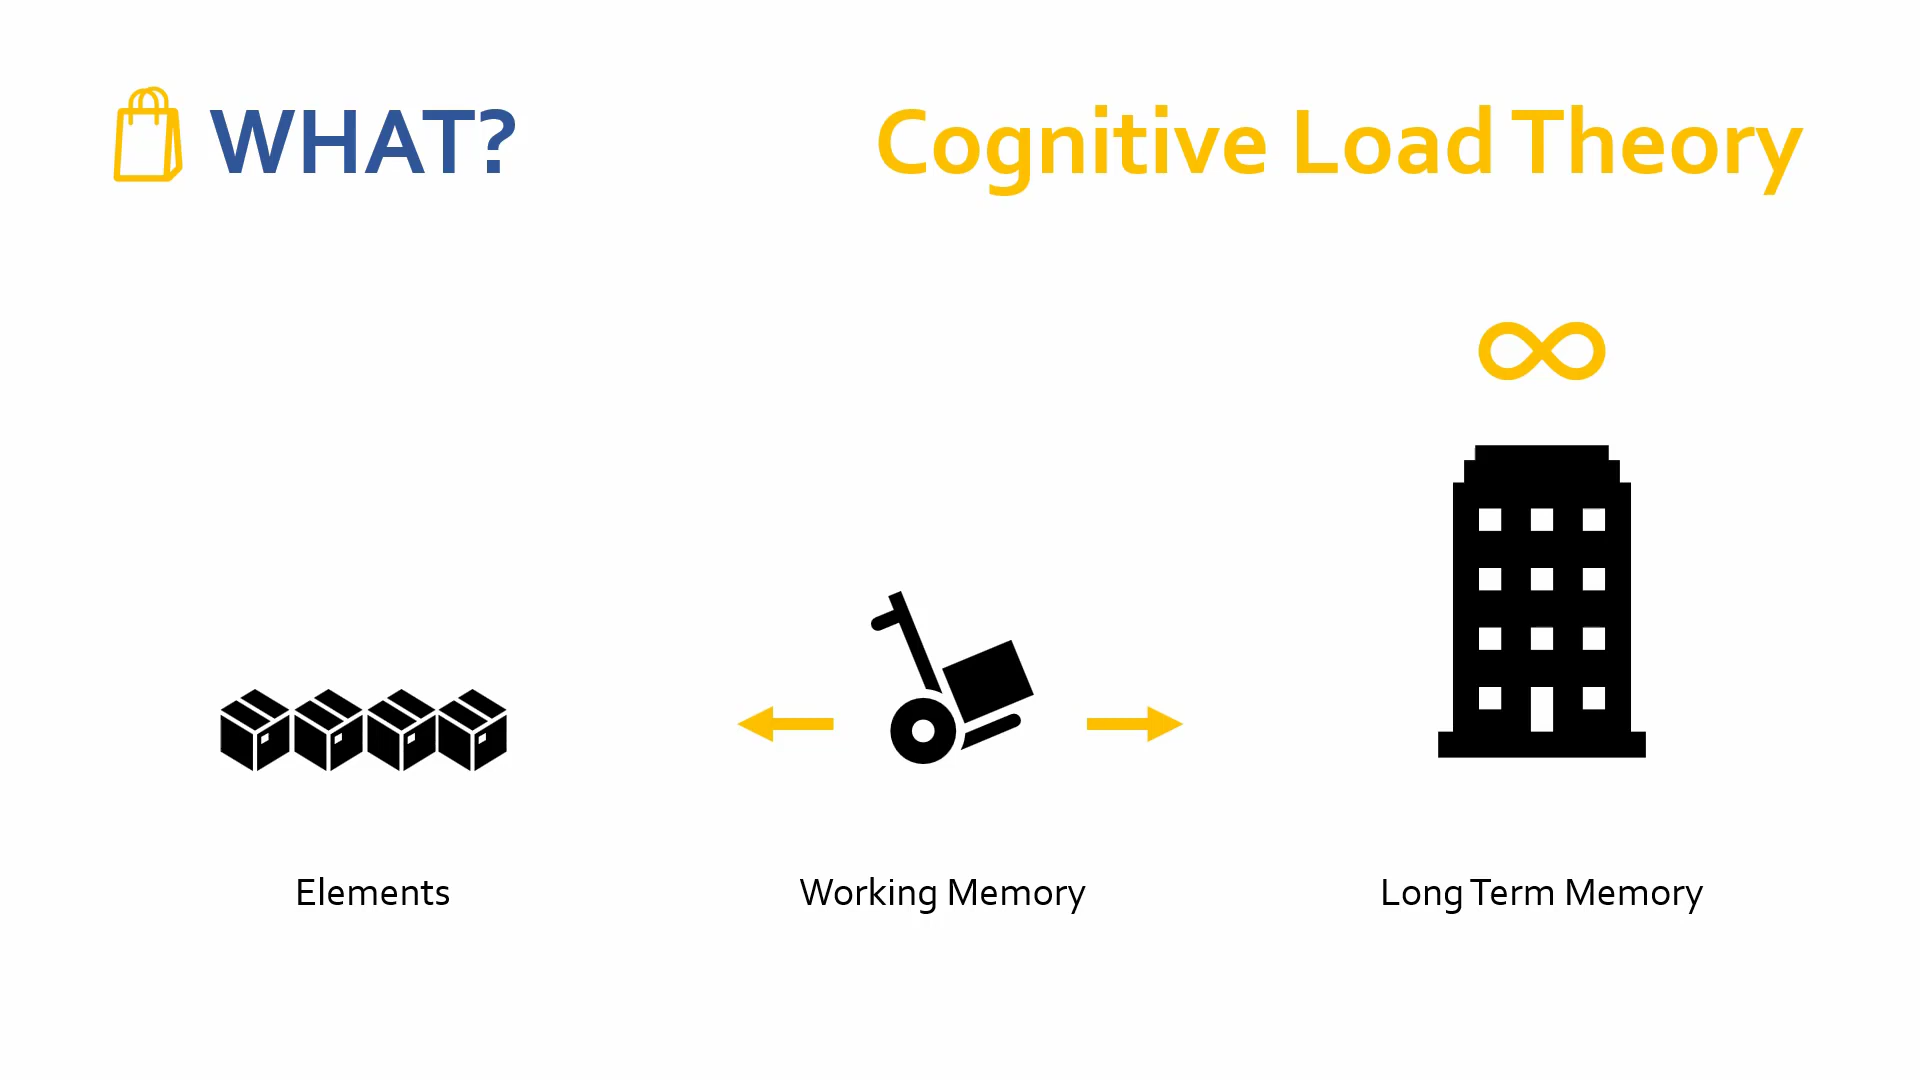 WHAT?
Cognitive Load Theory
∞
Elements
Working Memory
Long Term Memory